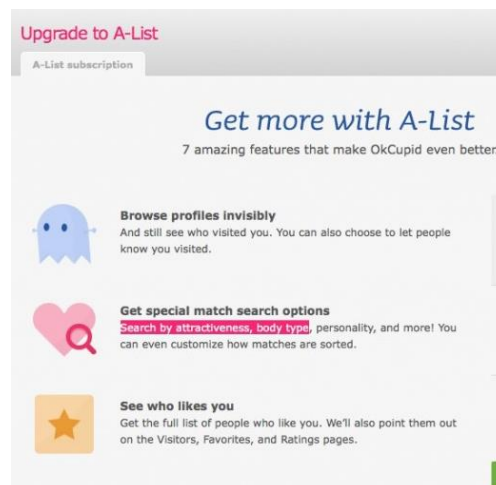 Upgrade to A-List
A-List subscription
Get more with A-List
7 amazing features that make OkCupid even better.
Browse profiles invisibly
And still see who visited you. You can also choose to let people
know you visited.
Get special match search options
Search by attractiveness, body type, personality, and more! You
can even customize how matches are sorted.
See who likes you
Get the full list of people who like you. We'll also point them out
on the Visitors, Favorites, and Ratings pages.